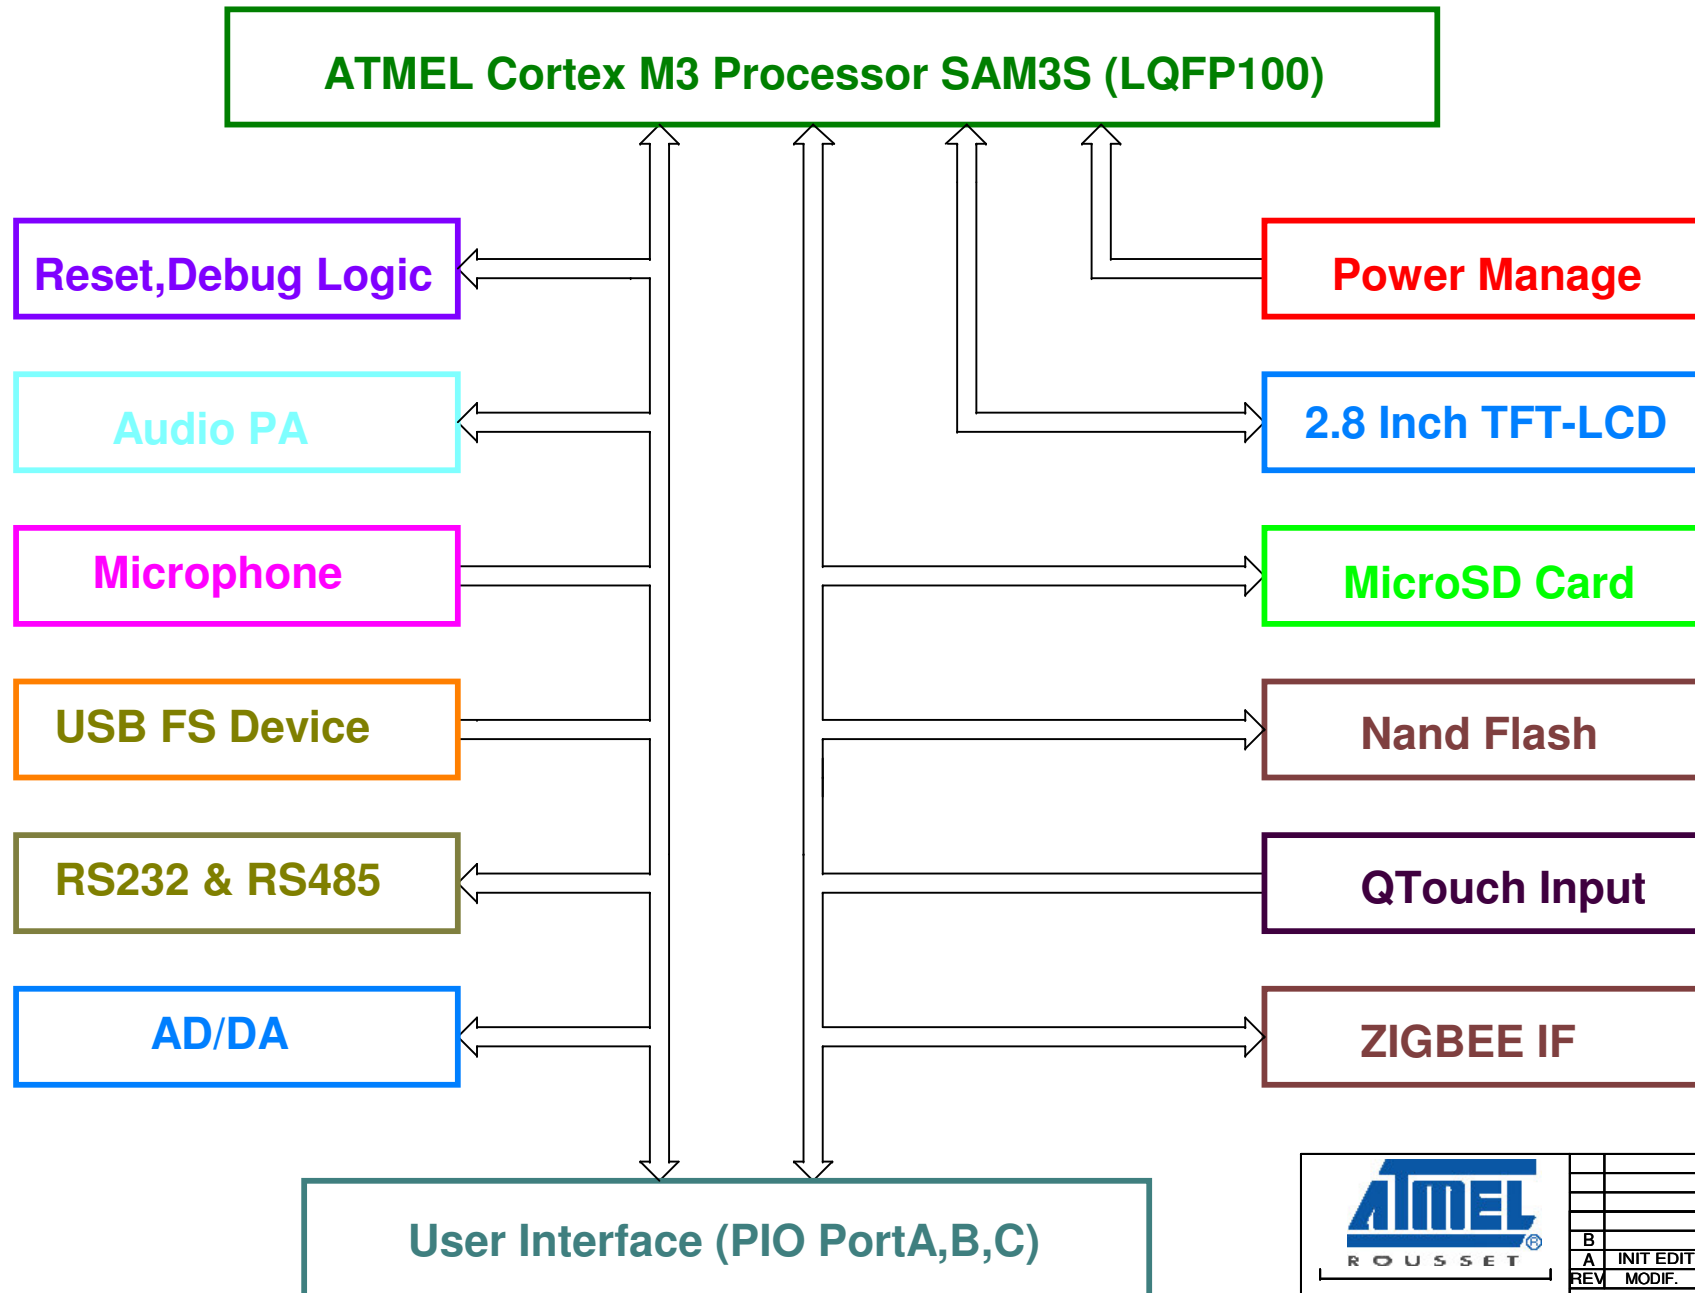 ATMEL Cortex M3 Processor SAM3S (LQFP100)
Reset,Debug Logic
Power Manage
Audio PA
2.8 Inch TFT-LCD
Microphone
MicroSD Card
USB FS Device
Nand Flash
RS232 & RS485
QTouch Input
AD/DA
ZIGBEE IF
User Interface (PIO PortA,B,C)
ATMEL ®
ROUSSET
B
A INIT EDIT
REV MODIF.